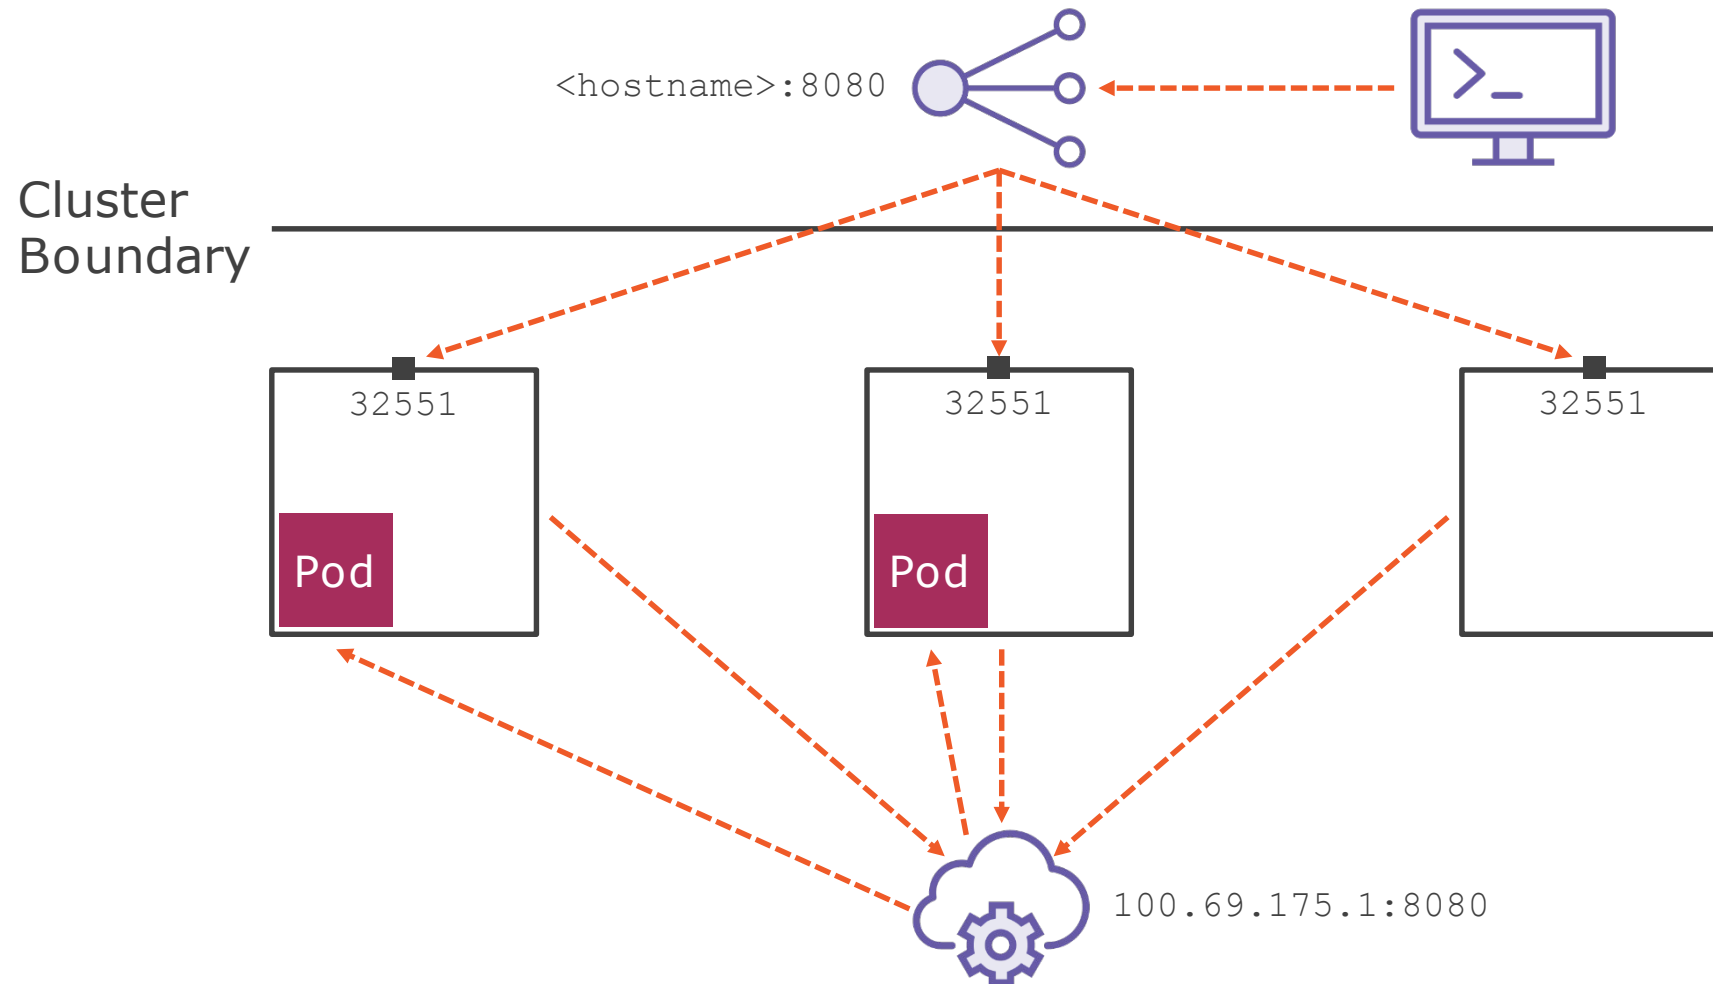 <hostname>:8080
>_
Cluster
Boundary
32551
32551
32551
Pod
Pod
100.69.175.1:8080